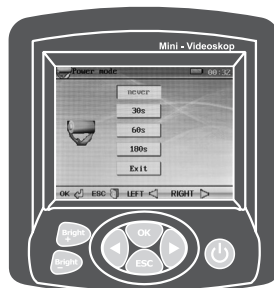 Mini - Videoskop
Power mode 00:32
never
30s
60s
180s
Exit
OK ESC LEFT RIGHT
Bright +
OK
Bright -
ESC